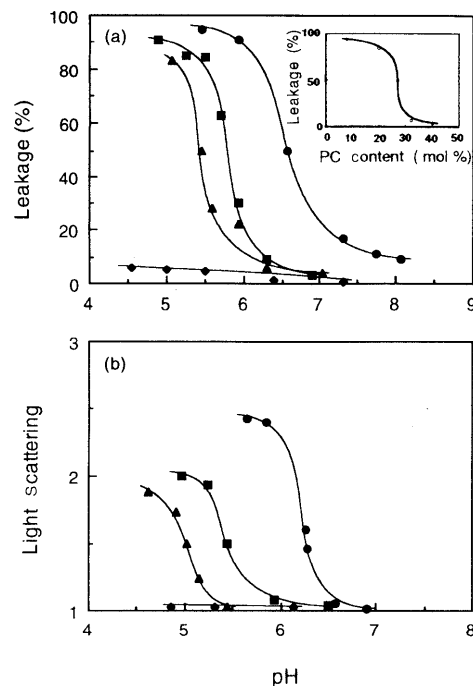 (a)
100
80
60
40
20
0
Leakage (%)
4 5 6 7 8 9
100
50
0
Leakage (%)
0 10 20 30 40 50
PC content ( mol %)
(b)
3
2
1
Light scattering
4 5 6 7 8
pH